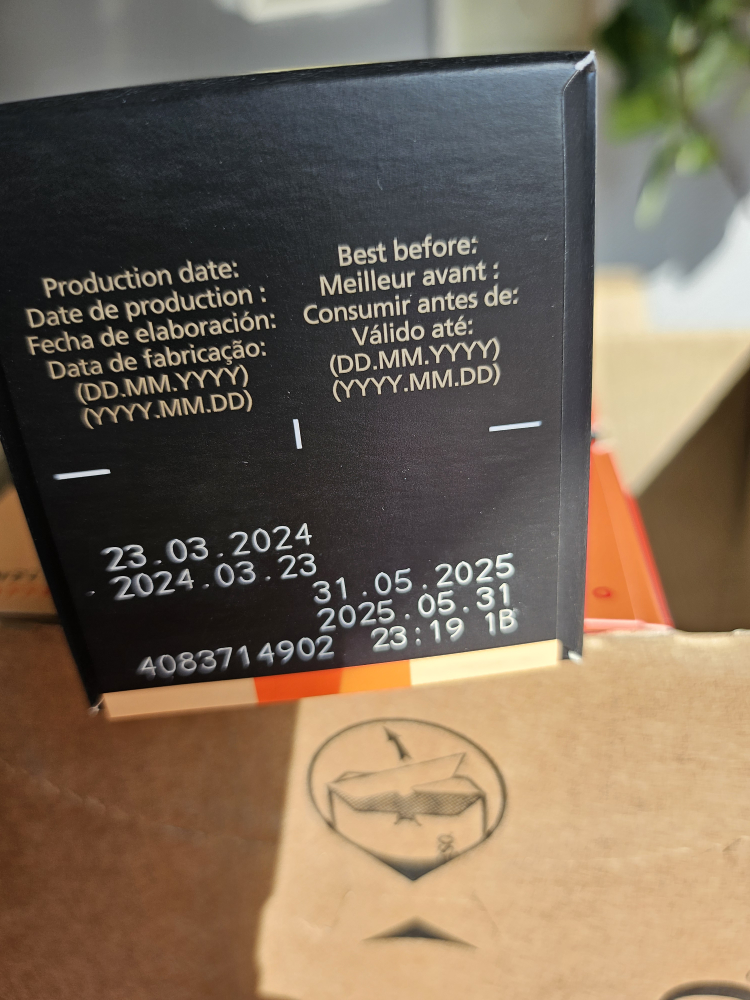 Production date:
Date de production :
Fecha de elaboración:
Data de fabricação:
(DD.MM.YYYY)
(YYYY.MM.DD)
Best before:
Meilleur avant :
Consumir antes de:
Válido até:
(DD.MM.YYYY)
(YYYY.MM.DD)
23.03.2024
2024.03.23
31.05.2025
2025.05.31
4083714902 23:19 1B